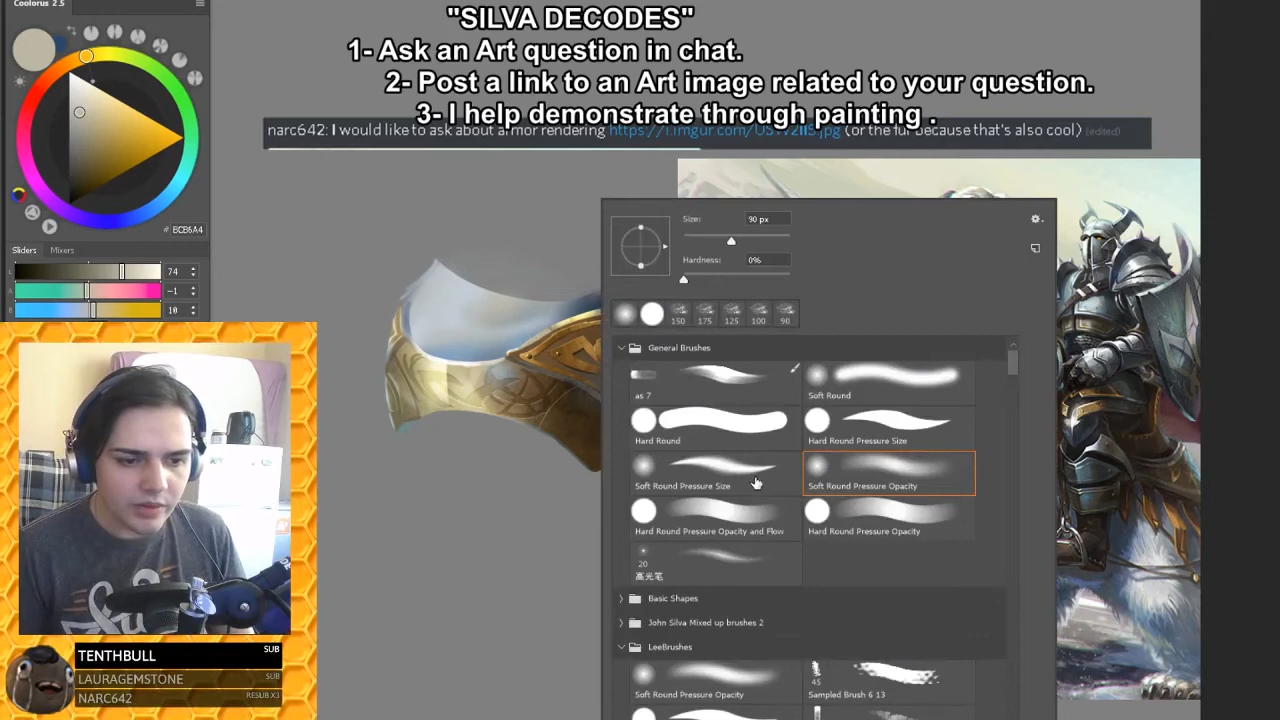 Coolorus 2.5
"SILVA DECODES"
1- Ask an Art question in chat.
2- Post a link to an Art image related to your question.
3- I help demonstrate through painting .
narc642: I would like to ask about armor rendering (or the fur because that's also cool) (edited)
# BCB6A4
Sliders Mixers
L 74
A -1
B 10
Size: 90 px
Hardness: 0%
150 175 125 100 90
General Brushes
as 7
Soft Round
Hard Round
Hard Round Pressure Size
Soft Round Pressure Size
Soft Round Pressure Opacity
Hard Round Pressure Opacity and Flow
Hard Round Pressure Opacity
20
高光笔
Basic Shapes
John Silva Mixed up brushes 2
LeeBrushes
Soft Round Pressure Opacity
45
Sampled Brush 6 13
TENTHBULL SUB
LAURAGEMSTONE SUB
NARC642 RESUB X3